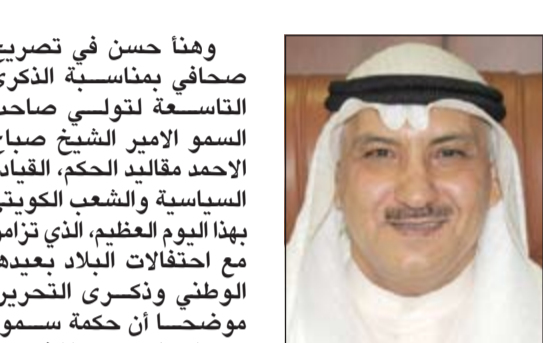 وهنأ حسن في تصريح
صحافي بمناسبة الذكرى
التاسعة لتولي صاحب
السمو الامير الشيخ صباح
الاحمد مقاليد الحكم، القيادة
السياسية والشعب الكويتي
بهذا اليوم العظيم، الذي تزامن
مع احتفالات البلاد بعيدها
الوطني وذكرى التحرير
موضحا أن حكمة سموه